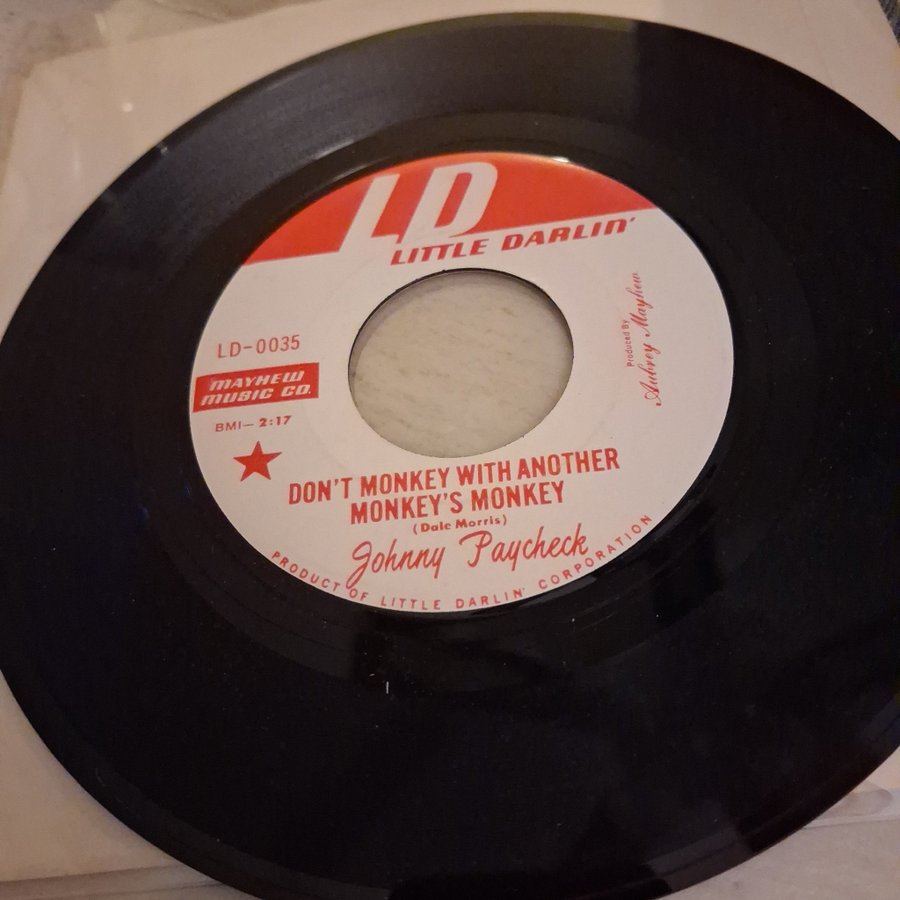 LD
LITTLE DARLIN'
LD-0035
MAYHEW
MUSIC CO.
BMI— 2:17
Produced By
Aubrey Mayhew
DON'T MONKEY WITH ANOTHER
MONKEY'S MONKEY
(Dale Morris)
Johnny Paycheck
PRODUCT OF LITTLE DARLIN' CORPORATION